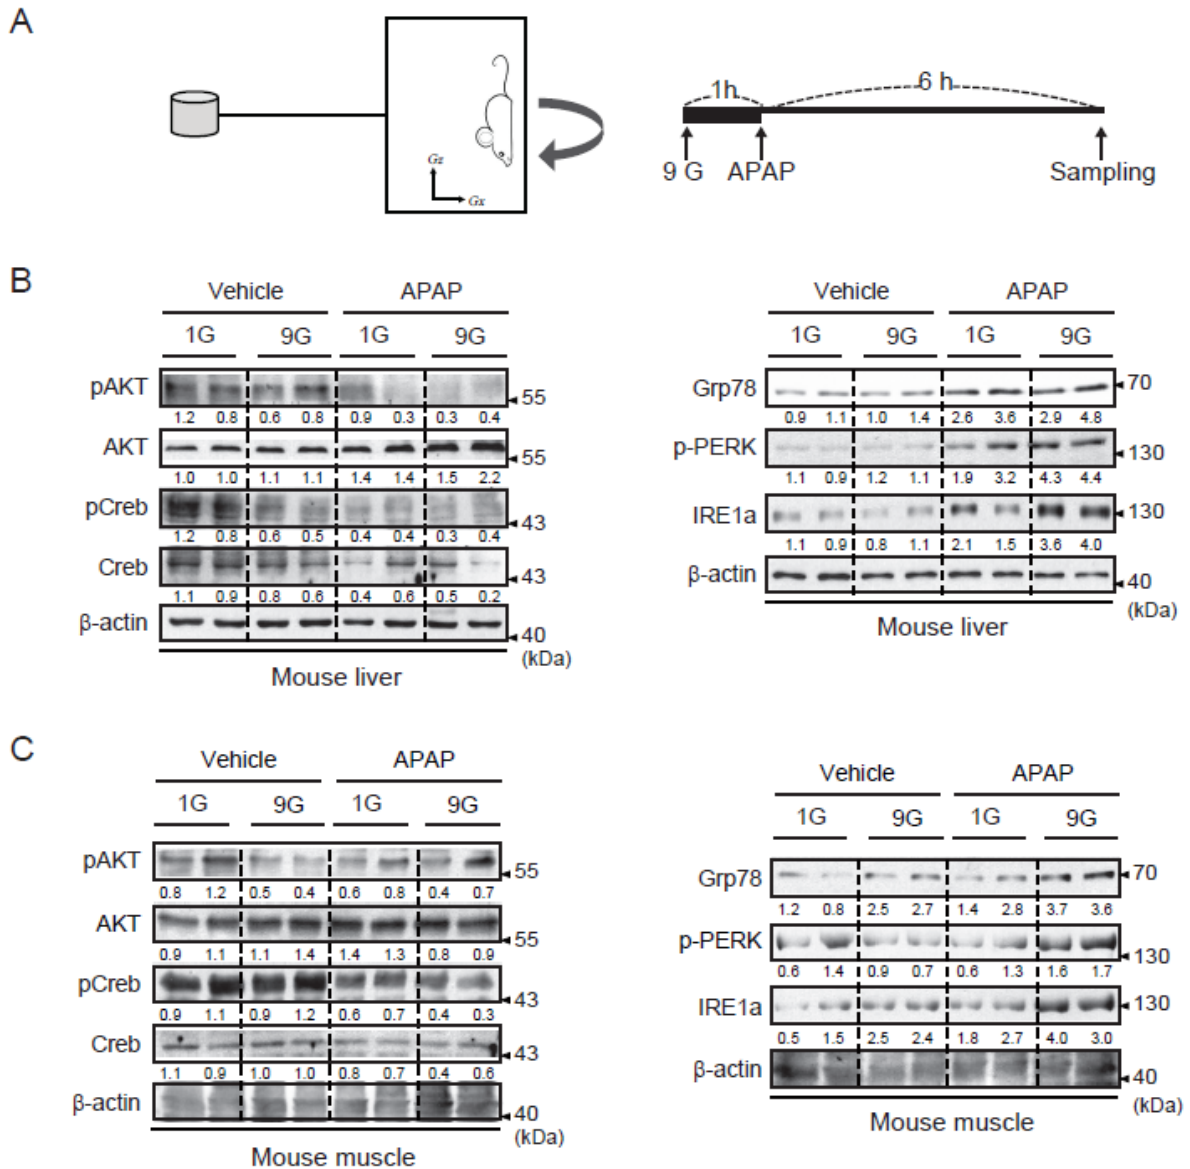 A
Gz
Gx
1h
6 h
9 G APAP Sampling
B
Vehicle APAP
1G 9G 1G 9G
pAKT 55
1.2 0.8 0.6 0.8 0.9 0.3 0.3 0.4
AKT 55
1.0 1.0 1.1 1.1 1.4 1.4 1.5 2.2
pCreb 43
1.2 0.8 0.6 0.5 0.4 0.4 0.3 0.4
Creb 43
1.1 0.9 0.8 0.6 0.4 0.6 0.5 0.2
β-actin 40
(kDa)
Mouse liver
Vehicle APAP
1G 9G 1G 9G
Grp78 70
0.9 1.1 1.0 1.4 2.6 3.6 2.9 4.8
p-PERK 130
1.1 0.9 1.2 1.1 1.9 3.2 4.3 4.4
IRE1a 130
1.1 0.9 0.8 1.1 2.1 1.5 3.6 4.0
β-actin 40
(kDa)
Mouse liver
C
Vehicle APAP
1G 9G 1G 9G
pAKT 55
0.8 1.2 0.5 0.4 0.6 0.8 0.4 0.7
AKT 55
0.9 1.1 1.1 1.4 1.4 1.3 0.8 0.9
pCreb 43
0.9 1.1 0.9 1.2 0.6 0.7 0.4 0.3
Creb 43
1.1 0.9 1.0 1.0 0.8 0.7 0.4 0.6
β-actin 40
(kDa)
Mouse muscle
Vehicle APAP
1G 9G 1G 9G
Grp78 70
1.2 0.8 2.5 2.7 1.4 2.8 3.7 3.6
p-PERK 130
0.6 1.4 0.9 0.7 0.6 1.3 1.6 1.7
IRE1a 130
0.5 1.5 2.5 2.4 1.8 2.7 4.0 3.0
β-actin 40
(kDa)
Mouse muscle